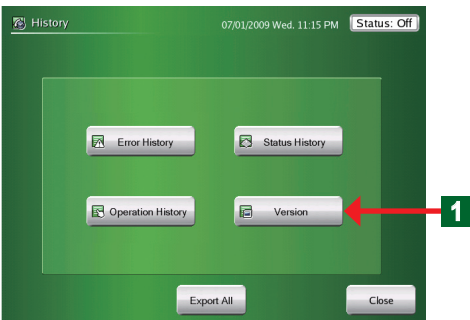 History 07/01/2009 Wed. 11:15 PM Status: Off
Error History Status History
Operation History Version
1
Export All Close